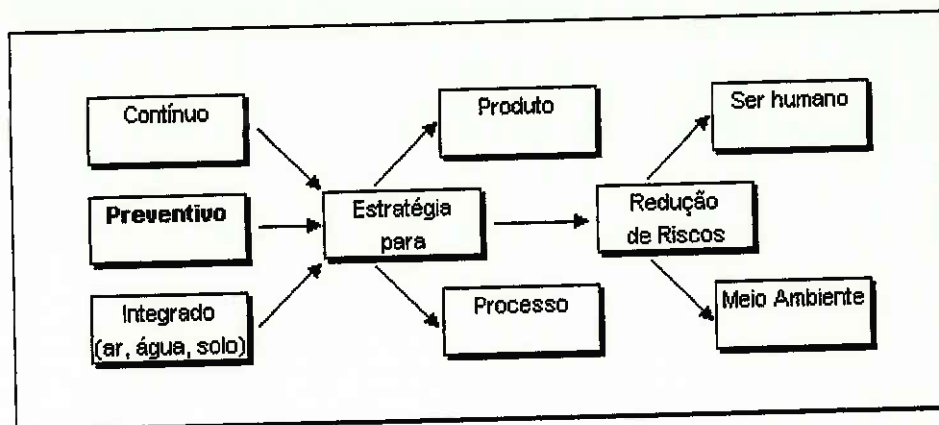 Contínuo
Preventivo
Integrado
(ar, água, solo)
Estratégia
para
Produto
Processo
Redução
de Riscos
Ser humano
Meio Ambiente